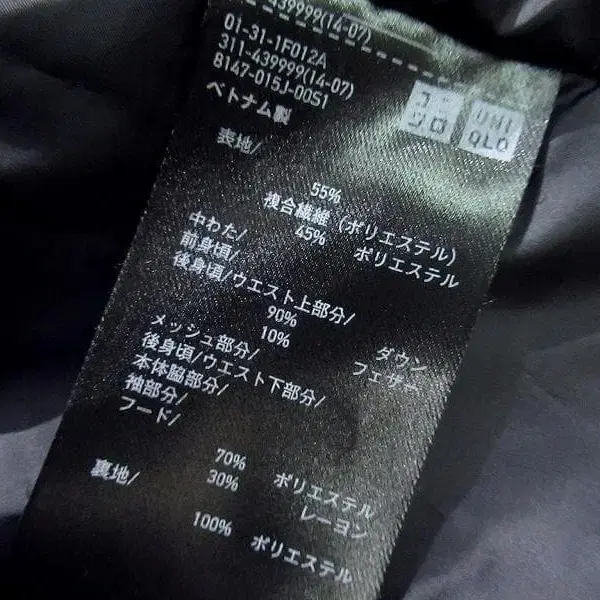 439999(14-07)
01-31-1F012A
311-439999(14-07)
8147-015J-00S1
ユニ
クロ
UNI
QLO
ベトナム製
表地/
55%
複合繊維(ポリエステル)
45% ポリエステル
中わた/
前身頃/
後身頃/ウエスト上部分/
90% ダウン
10% フェザー
メッシュ部分/
後身頃/ウエスト下部分/
本体脇部分/
袖部分/
フード/
70% ポリエステル
30% レーヨン
裏地/
100% ポリエステル